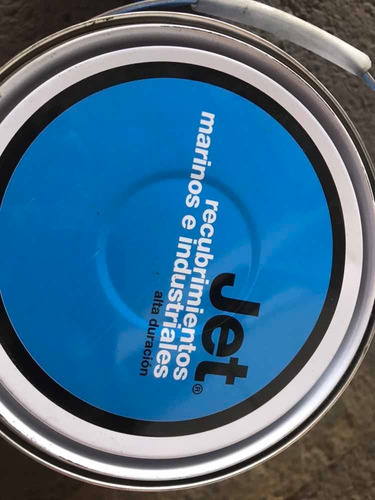 Jet®
recubrimientos
marinos e industriales
alta duración